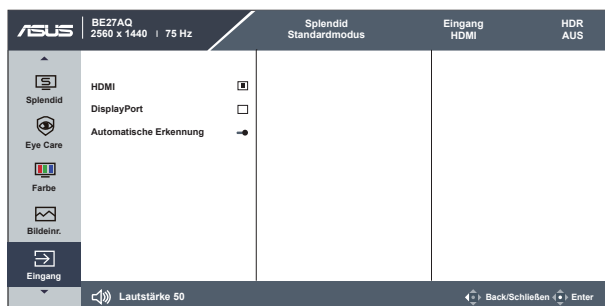 ASUS
BE27AQ
2560 x 1440 | 75 Hz
Splendid
Standardmodus
Eingang
HDMI
HDR
AUS
S
Splendid
Eye Care
Farbe
Bildeinr.
Eingang
HDMI
DisplayPort
Automatische Erkennung
Lautstärke 50
Back/Schließen
Enter